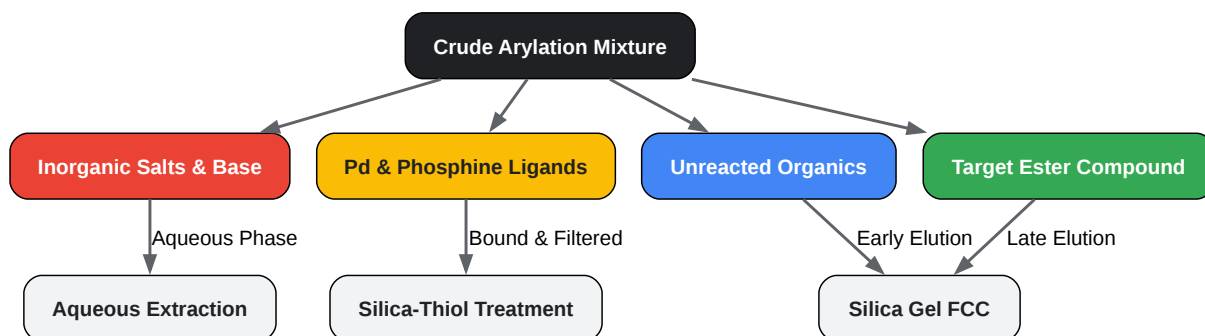 Crude Arylation Mixture
Inorganic Salts & Base
Pd & Phosphine Ligands
Unreacted Organics
Target Ester Compound
Aqueous Phase
Bound & Filtered
Early Elution
Late Elution
Aqueous Extraction
Silica-Thiol Treatment
Silica Gel FCC